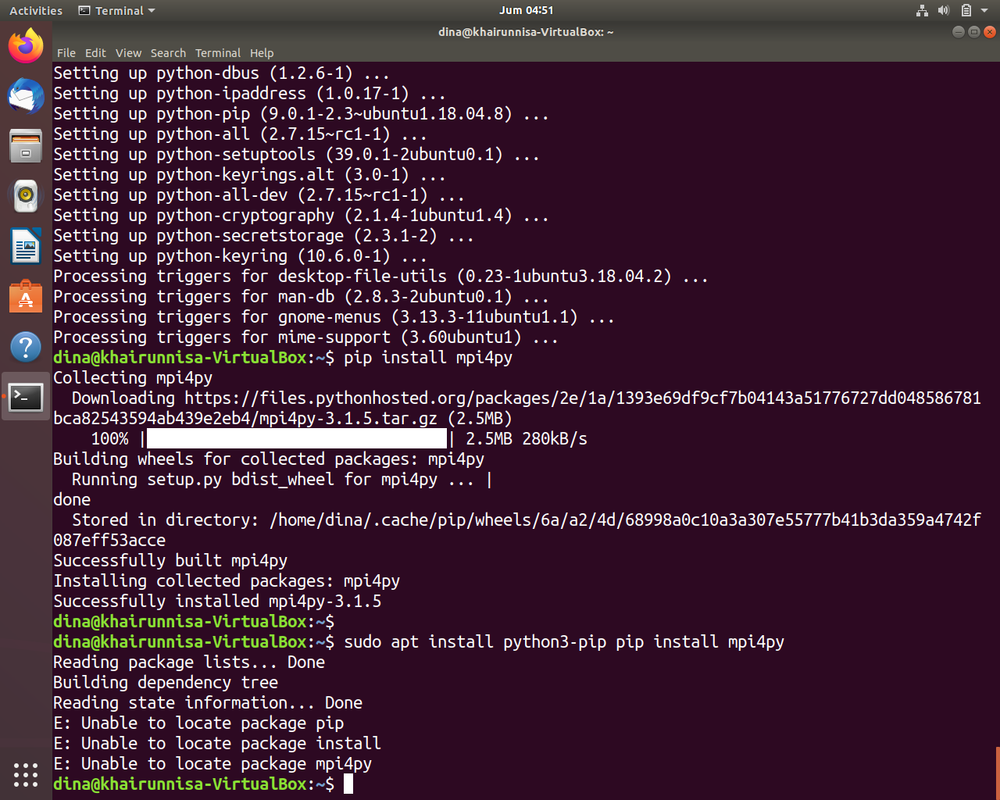 Activities Terminal Jum 04:51
dina@khairunnisa-VirtualBox: ~
File Edit View Search Terminal Help
Setting up python-dbus (1.2.6-1) ...
Setting up python-ipaddress (1.0.17-1) ...
Setting up python-pip (9.0.1-2.3~ubuntu1.18.04.8) ...
Setting up python-all (2.7.15~rc1-1) ...
Setting up python-setuptools (39.0.1-2ubuntu0.1) ...
Setting up python-keyrings.alt (3.0-1) ...
Setting up python-all-dev (2.7.15~rc1-1) ...
Setting up python-cryptography (2.1.4-1ubuntu1.4) ...
Setting up python-secretstorage (2.3.1-2) ...
Setting up python-keyring (10.6.0-1) ...
Processing triggers for desktop-file-utils (0.23-1ubuntu3.18.04.2) ...
Processing triggers for man-db (2.8.3-2ubuntu0.1) ...
Processing triggers for gnome-menus (3.13.3-11ubuntu1.1) ...
Processing triggers for mime-support (3.60ubuntu1) ...
dina@khairunnisa-VirtualBox:~$ pip install mpi4py
Collecting mpi4py
  Downloading https://files.pythonhosted.org/packages/2e/1a/1393e69df9cf7b04143a51776727dd048586781
bca82543594ab439e2eb4/mpi4py-3.1.5.tar.gz (2.5MB)
    100% || 2.5MB 280kB/s
Building wheels for collected packages: mpi4py
  Running setup.py bdist_wheel for mpi4py ... |
done
  Stored in directory: /home/dina/.cache/pip/wheels/6a/a2/4d/68998a0c10a3a307e55777b41b3da359a4742f
087eff53acce
Successfully built mpi4py
Installing collected packages: mpi4py
Successfully installed mpi4py-3.1.5
dina@khairunnisa-VirtualBox:~$
dina@khairunnisa-VirtualBox:~$ sudo apt install python3-pip pip install mpi4py
Reading package lists... Done
Building dependency tree
Reading state information... Done
E: Unable to locate package pip
E: Unable to locate package install
E: Unable to locate package mpi4py
dina@khairunnisa-VirtualBox:~$